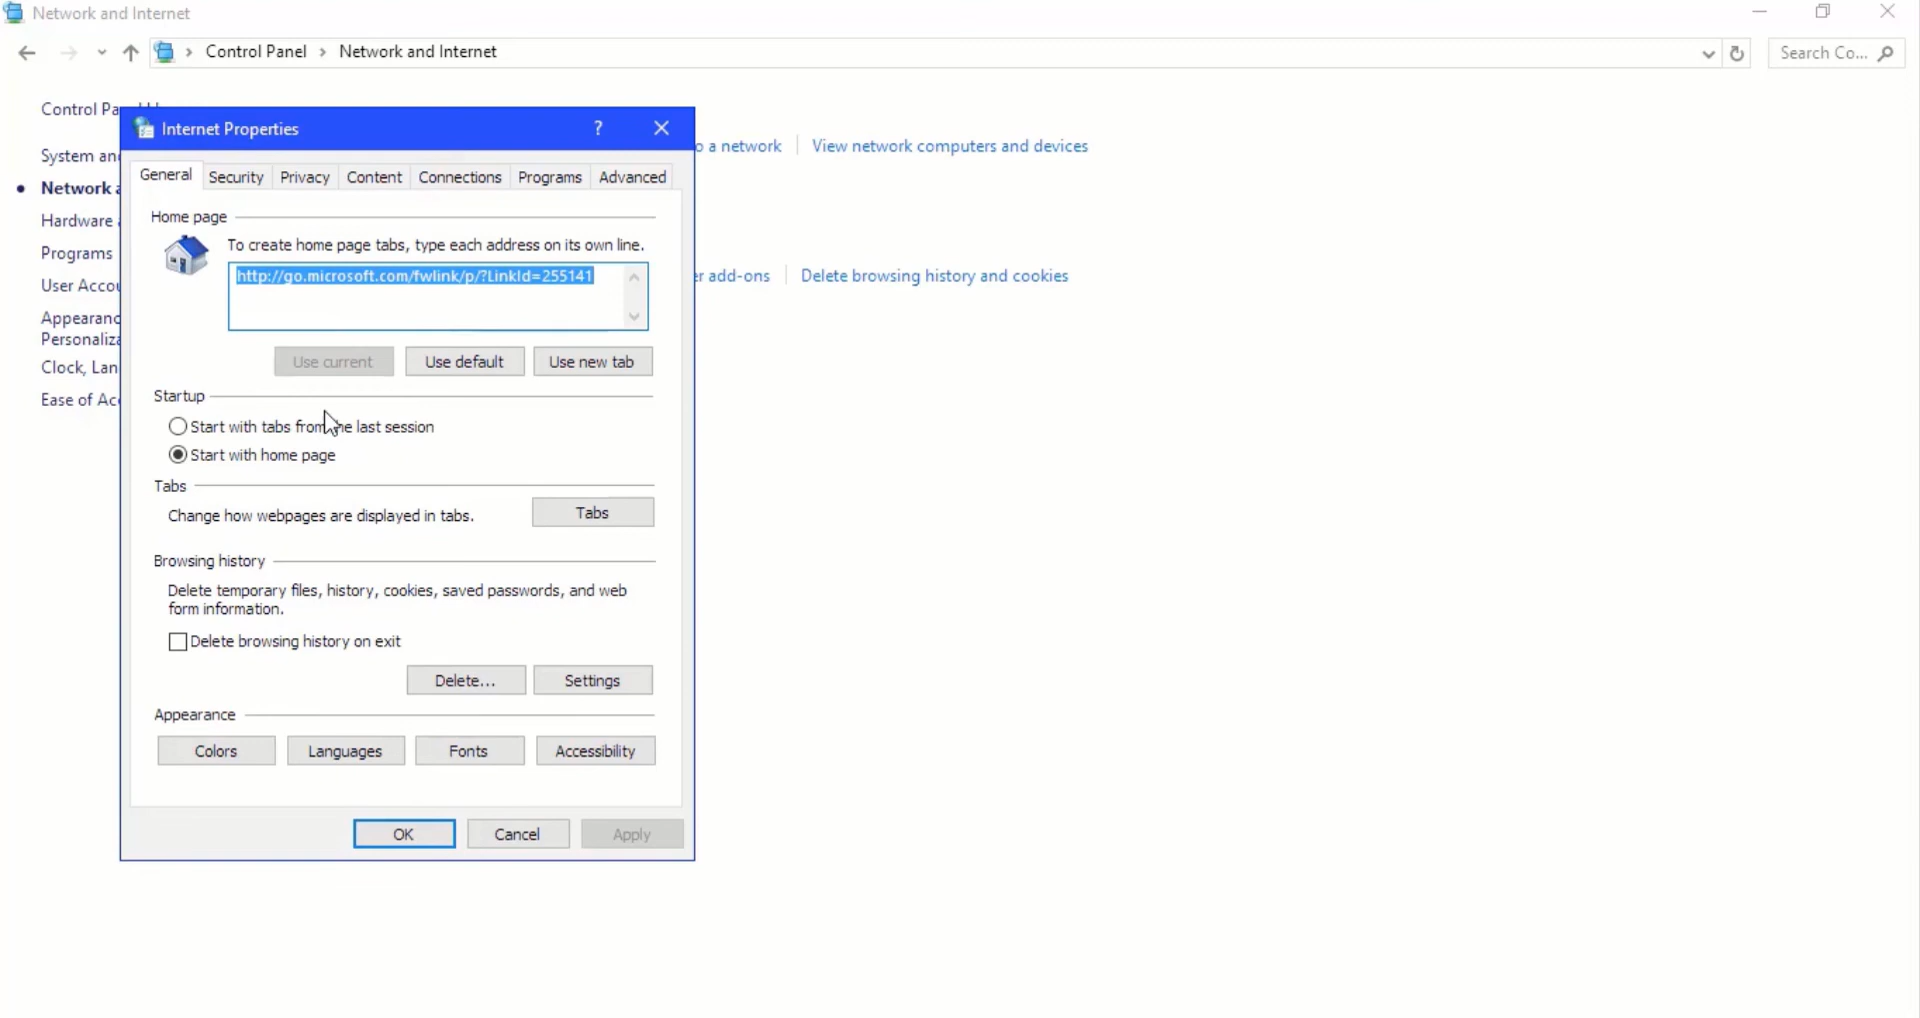 Network and Internet
Control Panel > Network and Internet
Search Co...
Control Pa
System and
Network a
Hardware a
Programs
User Accou
Appearanc
Personaliza
Clock, Lan
Ease of Acc
o a network
View network computers and devices
er add-ons
Delete browsing history and cookies
Internet Properties
?
General Security Privacy Content Connections Programs Advanced
Home page
To create home page tabs, type each address on its own line.
http://go.microsoft.com/fwlink/p/?LinkId=255141
Use current Use default Use new tab
Startup
Start with tabs from the last session
Start with home page
Tabs
Change how webpages are displayed in tabs.
Tabs
Browsing history
Delete temporary files, history, cookies, saved passwords, and web
form information.
Delete browsing history on exit
Delete... Settings
Appearance
Colors Languages Fonts Accessibility
OK Cancel Apply